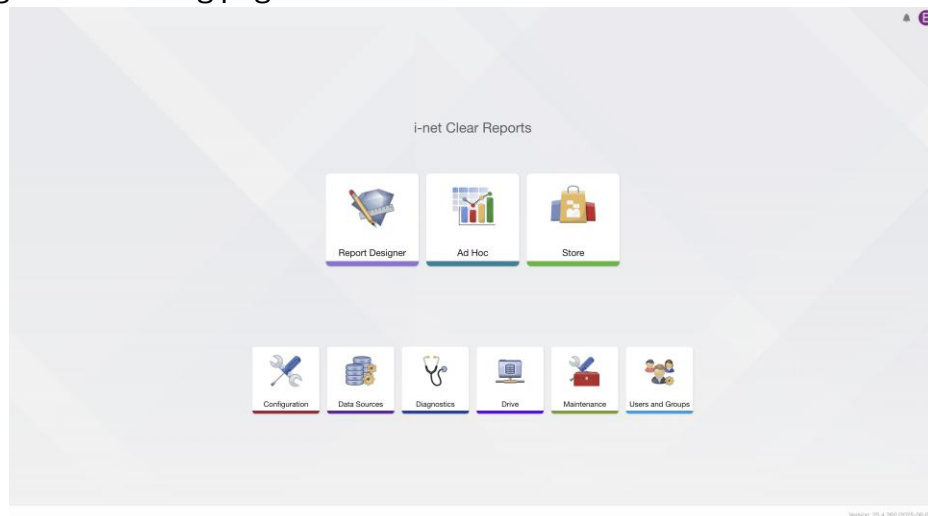 i-net Clear Reports
Report Designer
Ad Hoc
Store
Configuration
Data Sources
Diagnostics
Drive
Maintenance
Users and Groups